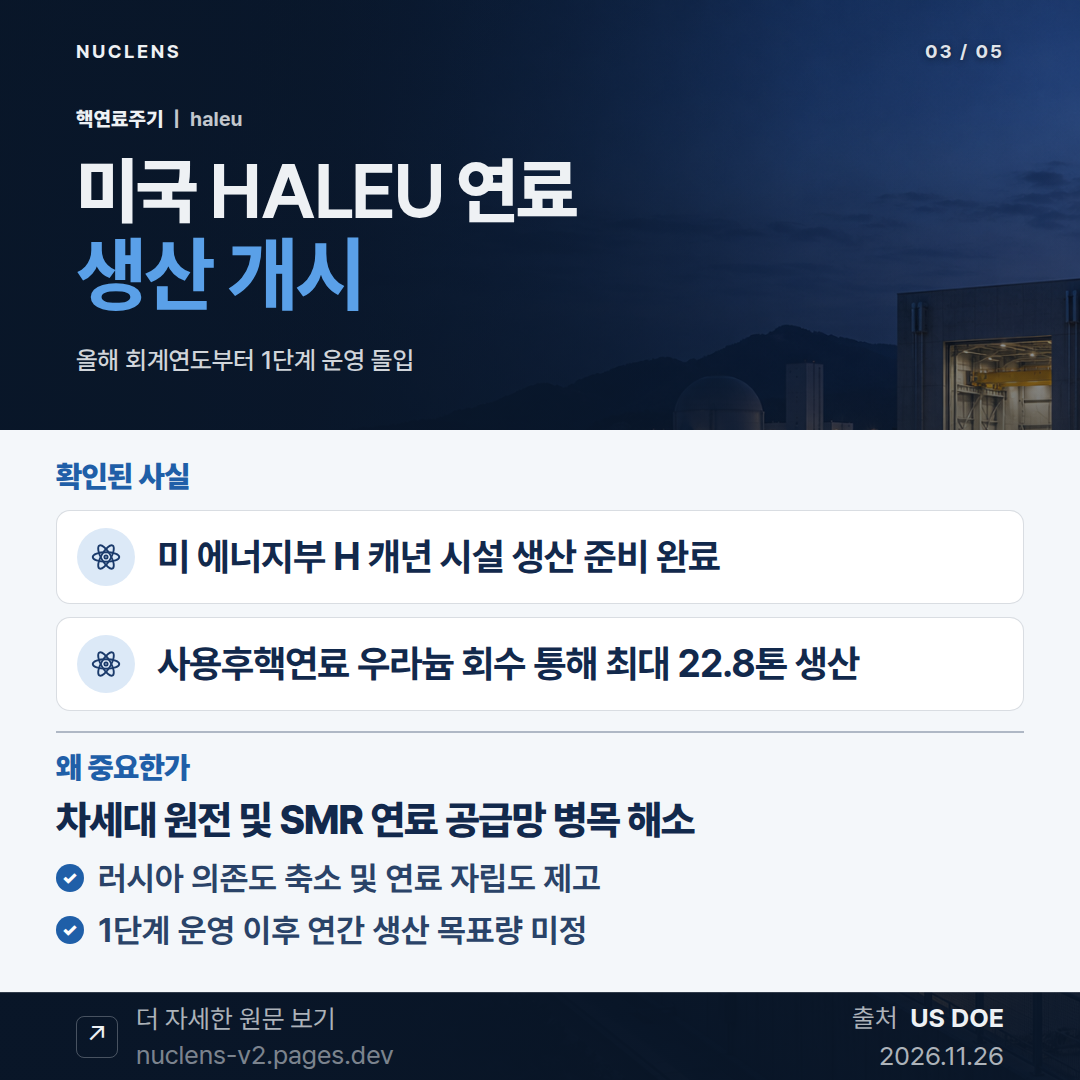 NUCLENS
03 / 05
핵연료주기 | haleu
미국 HALEU 연료
생산 개시
올해 회계연도부터 1단계 운영 돌입
확인된 사실
미 에너지부 H 캐년 시설 생산 준비 완료
사용후핵연료 우라늄 회수 통해 최대 22.8톤 생산
왜 중요한가
차세대 원전 및 SMR 연료 공급망 병목 해소
러시아 의존도 축소 및 연료 자립도 제고
1단계 운영 이후 연간 생산 목표량 미정
더 자세한 원문 보기
nuclens-v2.pages.dev
출처 US DOE
2026.11.26